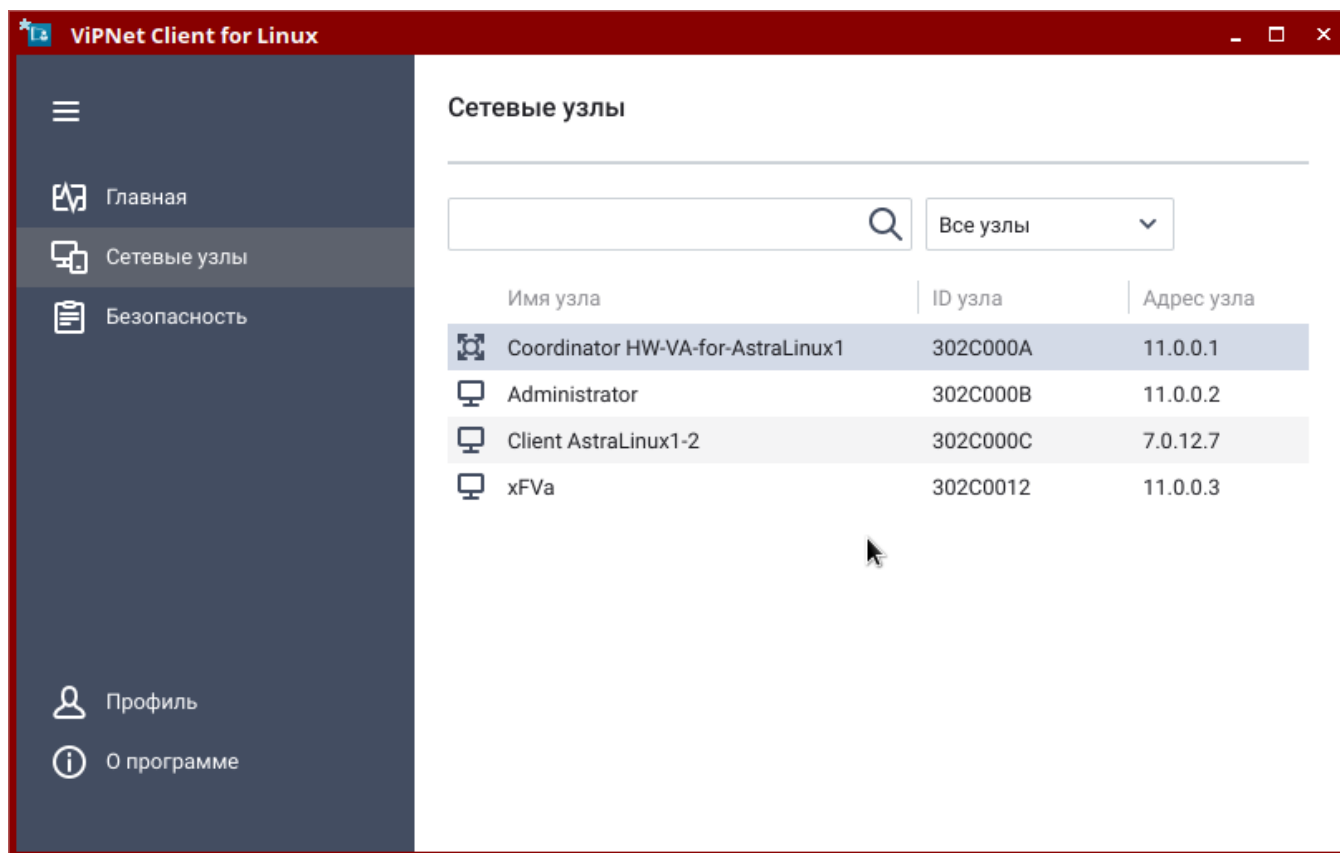 ViPNet Client for Linux
Главная
Сетевые узлы
Безопасность
Профиль
О программе
Сетевые узлы
Все узлы
Имя узла ID узла Адрес узла
Coordinator HW-VA-for-AstraLinux1 302C000A 11.0.0.1
Administrator 302C000B 11.0.0.2
Client AstraLinux1-2 302C000C 7.0.12.7
xFVa 302C0012 11.0.0.3